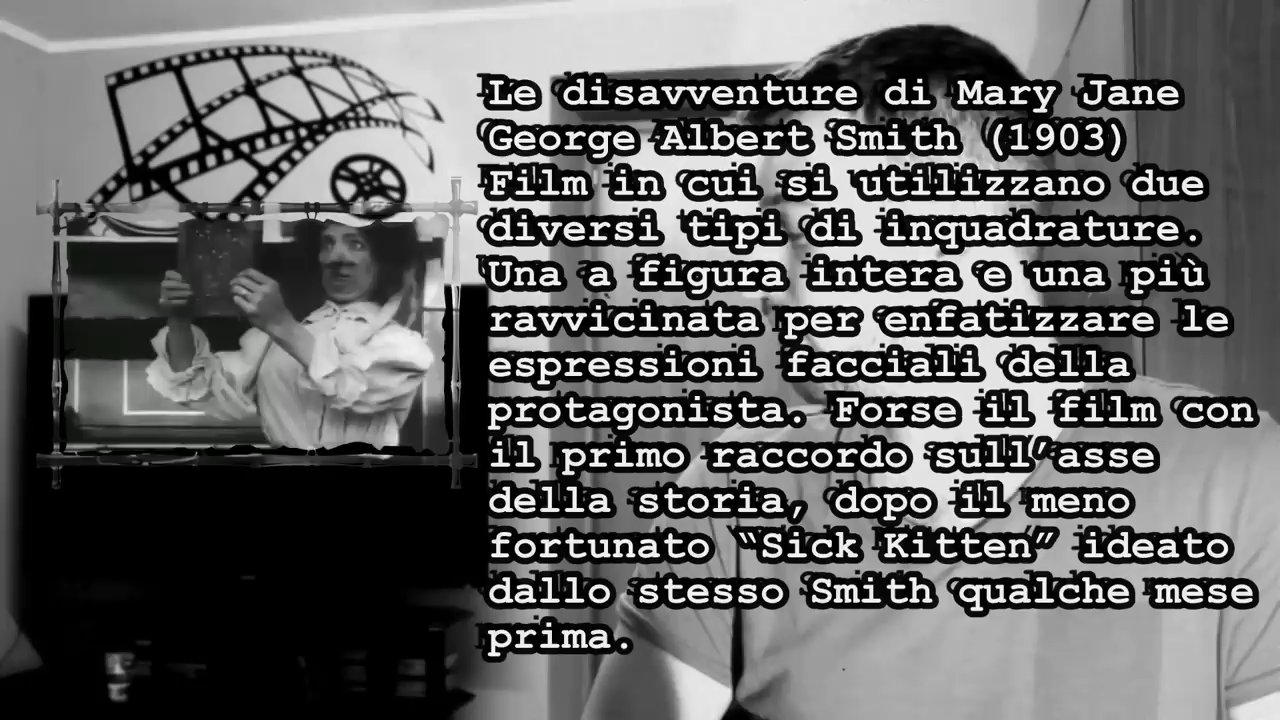 Le disavventure di Mary Jane
George Albert Smith (1903)
Film in cui si utilizzano due
diversi tipi di inquadrature.
Una a figura intera e una più
ravvicinata per enfatizzare le
espressioni facciali della
protagonista. Forse il film con
il primo raccordo sull’asse
della storia, dopo il meno
fortunato “Sick Kitten” ideato
dallo stesso Smith qualche mese
prima.